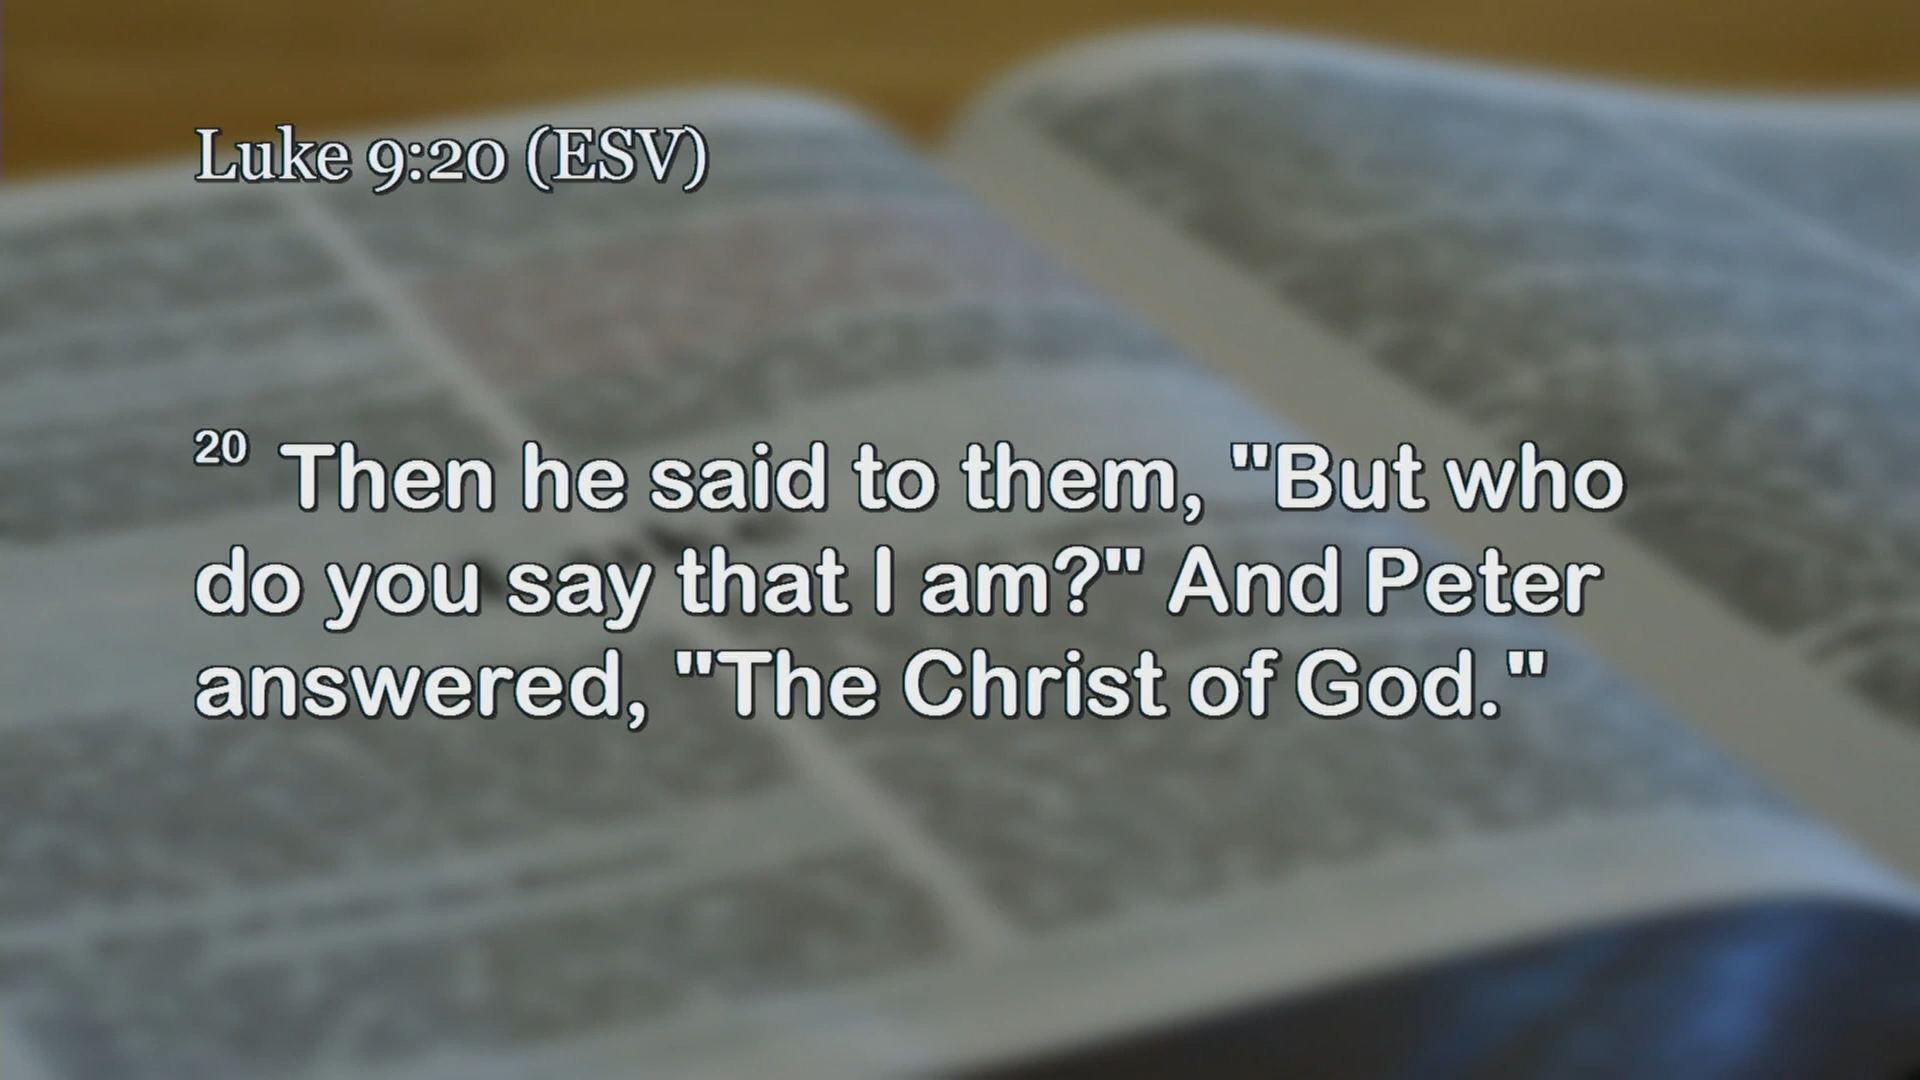 Luke 9:20 (ESV)
20 Then he said to them, "But who
do you say that I am?" And Peter
answered, "The Christ of God."